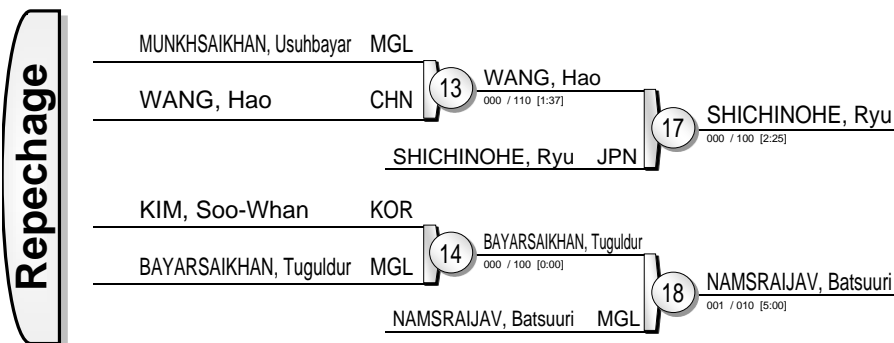 Repechage
MUNKHSAIKHAN, Usuhbayar MGL
WANG, Hao CHN
13
WANG, Hao
000 / 110 [1:37]
SHICHINOHE, Ryu JPN
17
SHICHINOHE, Ryu
000 / 100 [2:25]
KIM, Soo-Whan KOR
BAYARSAIKHAN, Tuguldur MGL
14
BAYARSAIKHAN, Tuguldur
000 / 100 [0:00]
NAMSRAIJAV, Batsuuri MGL
18
NAMSRAIJAV, Batsuuri
001 / 010 [5:00]